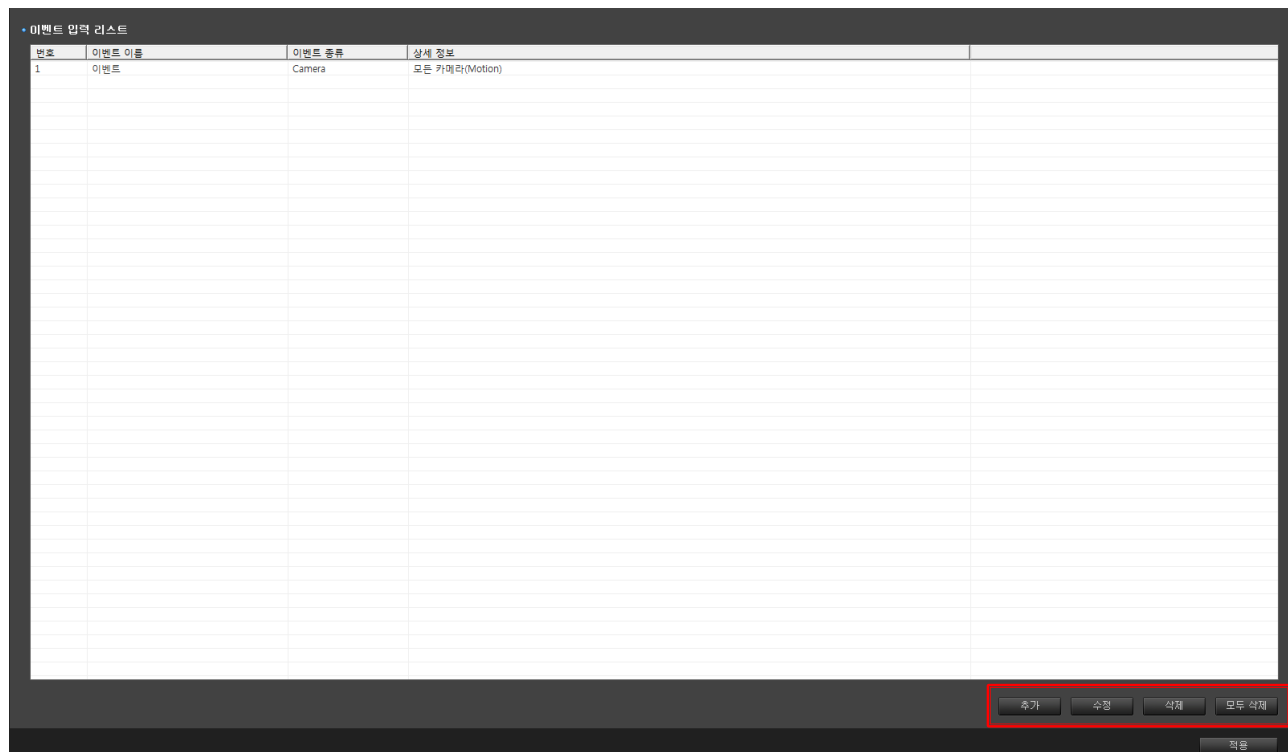 이벤트 입력 리스트
번호 이벤트 이름 이벤트 종류 상세 정보
1 이벤트 Camera 모든 카메라(Motion)
추가 수정 삭제 모두 삭제
적용